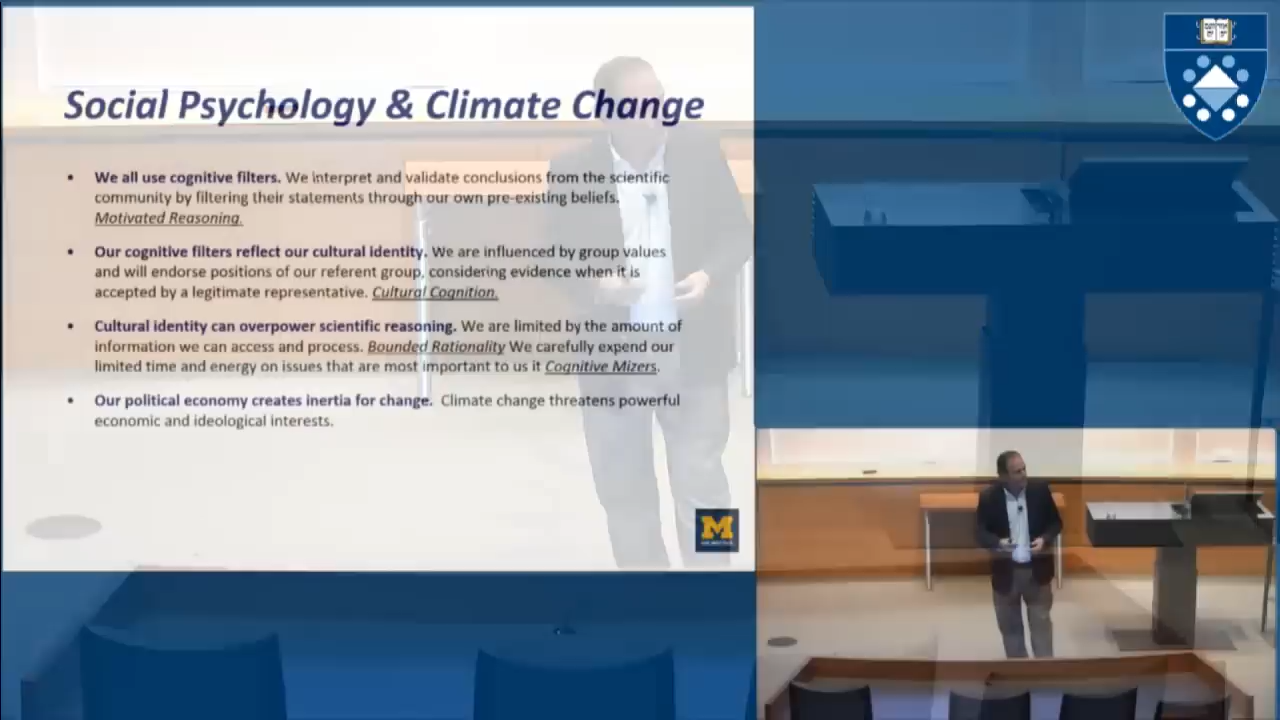 Social Psychology & Climate Change
• We all use cognitive filters. We interpret and validate conclusions from the scientific
community by filtering their statements through our own pre-existing beliefs.
Motivated Reasoning.
• Our cognitive filters reflect our cultural identity. We are influenced by group values
and will endorse positions of our referent group, considering evidence when it is
accepted by a legitimate representative. Cultural Cognition.
• Cultural identity can overpower scientific reasoning. We are limited by the amount of
information we can access and process. Bounded Rationality We carefully expend our
limited time and energy on issues that are most important to us it Cognitive Mizers.
• Our political economy creates inertia for change. Climate change threatens powerful
economic and ideological interests.
M